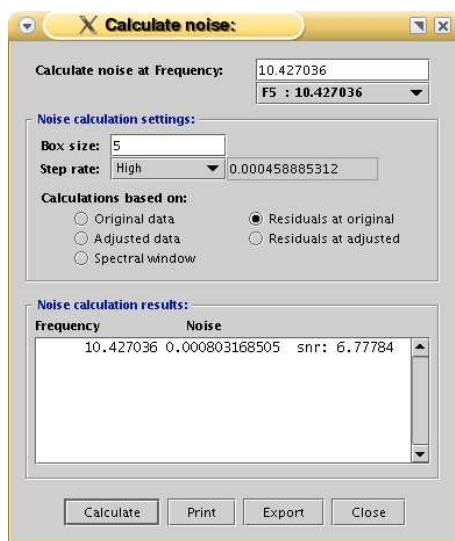 Calculate noise:
Calculate noise at Frequency: 10.427036
F5 : 10.427036
Noise calculation settings:
Box size: 5
Step rate: High 0.000458885312
Calculations based on:
Original data Residuals at original
Adjusted data Residuals at adjusted
Spectral window
Noise calculation results:
Frequency Noise
10.427036 0.000803168505 snr: 6.77784
Calculate Print Export Close